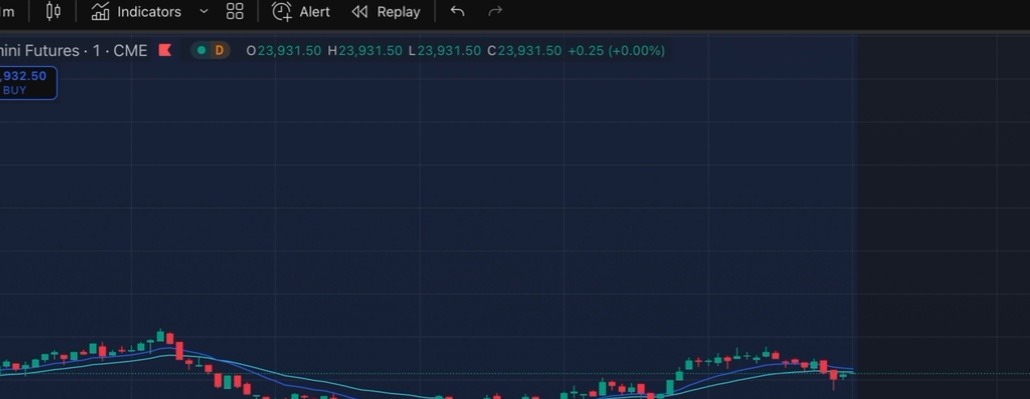 m Indicators Alert Replay
ini Futures · 1 · CME D O23,931.50 H23,931.50 L23,931.50 C23,931.50 +0.25 (+0.00%)
,932.50
BUY